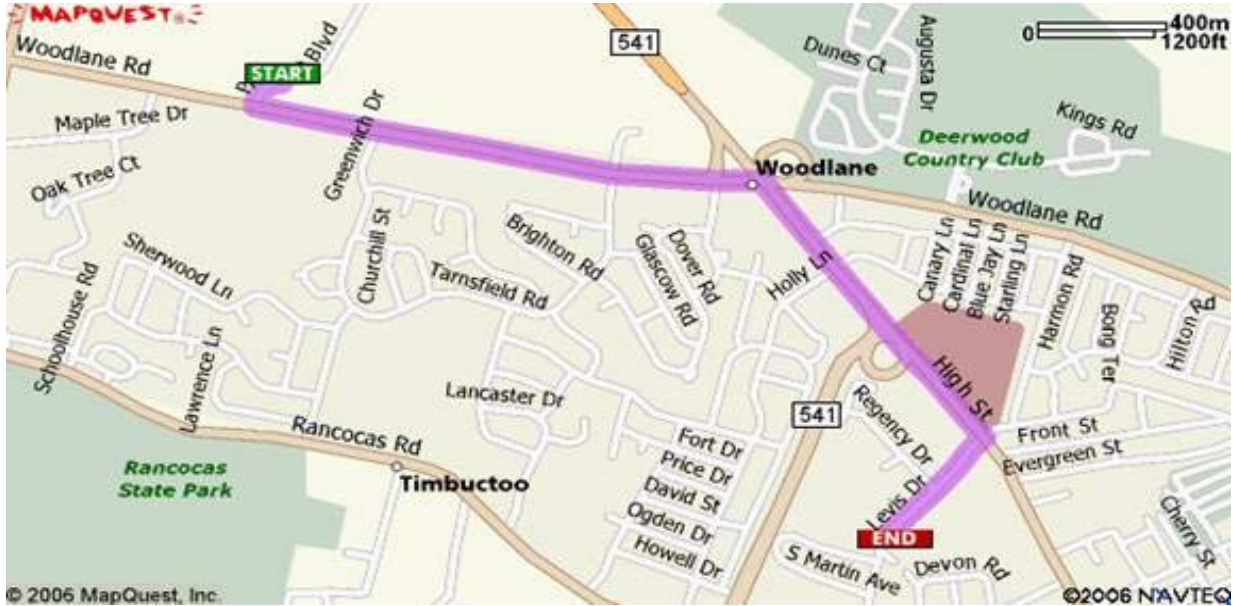 MAPQUEST
541
400m
0
1200ft
Woodlane Rd
START
Blvd
Dunes Ct
Augusta Dr
Kings Rd
Maple Tree Dr
Greenwich Dr
Deerwood
Country Club
Oak Tree Ct
Woodlane
Woodlane Rd
Brighton Rd
Glascow Rd
Dover Rd
Holly Ln
Canary Ln
Cardinal Ln
Blue Jay Ln
Starling Ln
Harmon Rd
Bong Ter
Hilton Rd
Churchill St
Sherwood Ln
Tarnsfield Rd
Schoolhouse Rd
Lawrence Ln
Lancaster Dr
High St
Regency Dr
541
Rancocas Rd
Fort Dr
Front St
Price Dr
Evergreen St
Rancocas
State Park
Timbuctoo
David St
Levis Dr
Ogden Dr
END
Cherry St
Howell Dr
S Martin Ave
Devon Rd
© 2006 MapQuest, Inc.
©2006 NAVTEQ